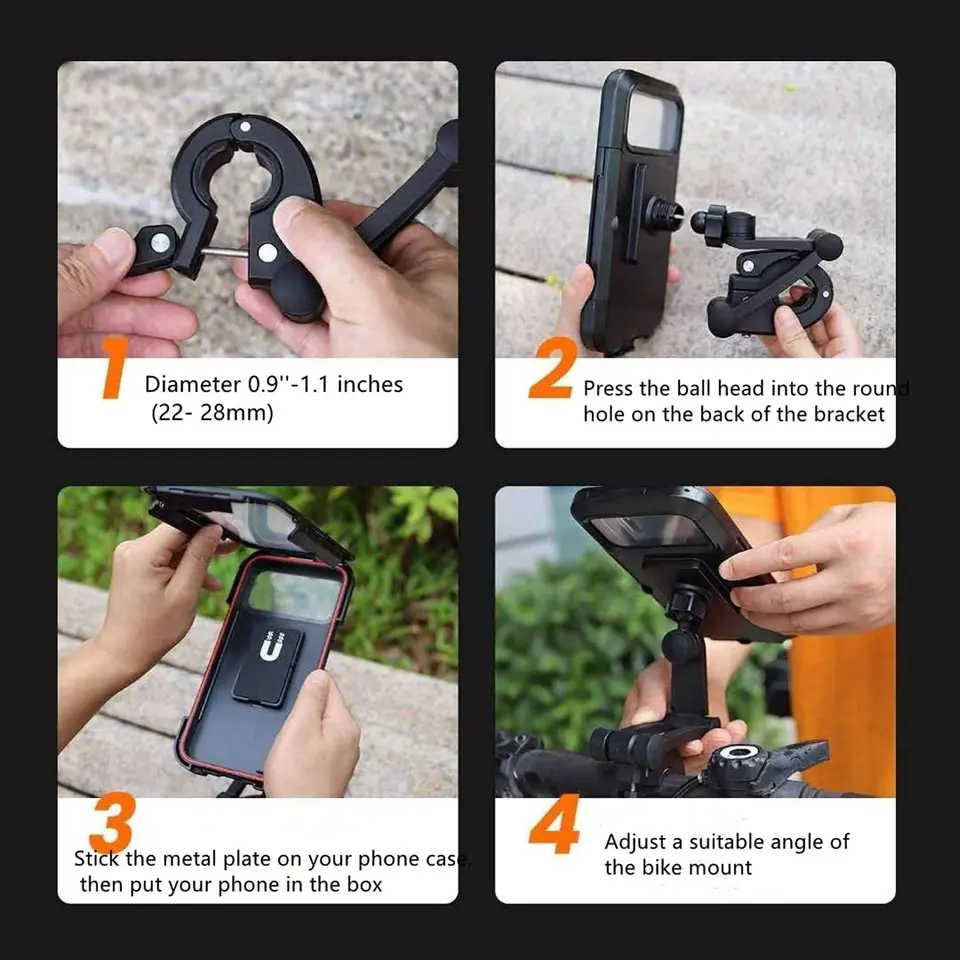 1
Diameter 0.9''-1.1 inches
(22- 28mm)
2
Press the ball head into the round
hole on the back of the bracket
3
Stick the metal plate on your phone case,
then put your phone in the box
4
Adjust a suitable angle of
the bike mount